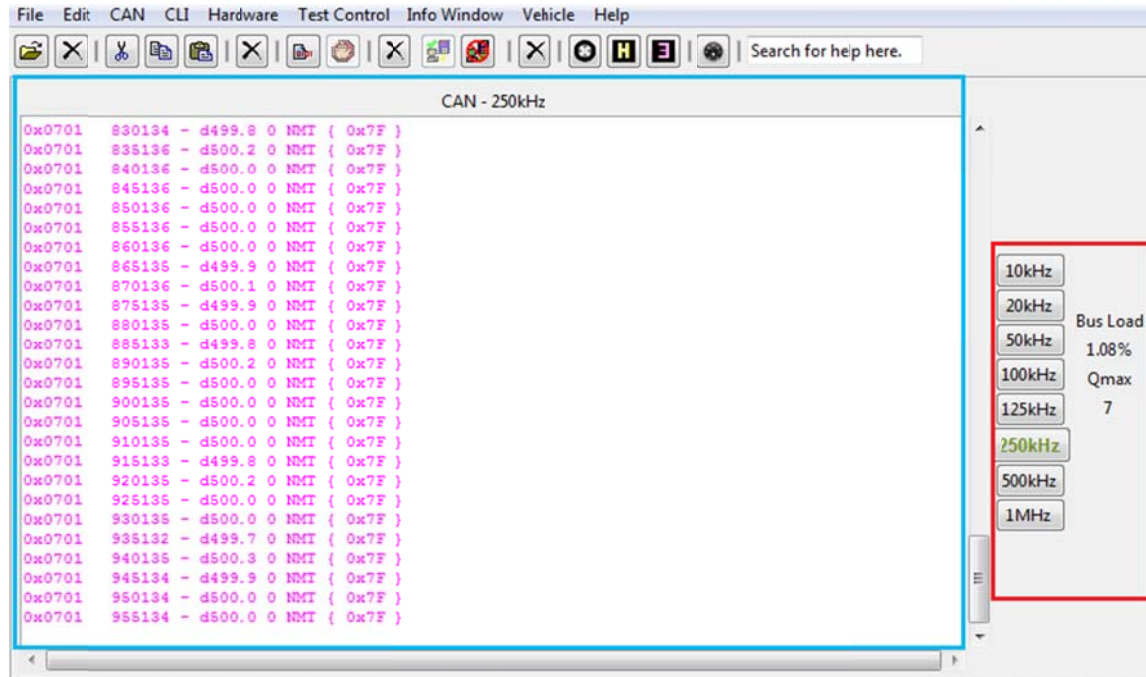 File Edit CAN CLI Hardware Test Control Info Window Vehicle Help
H E Search for help here.
CAN - 250kHz
0x0701 830134 - d499.8 0 NMT { 0x7F }
0x0701 835136 - d500.2 0 NMT { 0x7F }
0x0701 840136 - d500.0 0 NMT { 0x7F }
0x0701 845136 - d500.0 0 NMT { 0x7F }
0x0701 850136 - d500.0 0 NMT { 0x7F }
0x0701 855136 - d500.0 0 NMT { 0x7F }
0x0701 860136 - d500.0 0 NMT { 0x7F }
0x0701 865135 - d499.9 0 NMT { 0x7F }
0x0701 870136 - d500.1 0 NMT { 0x7F }
0x0701 875135 - d499.9 0 NMT { 0x7F }
0x0701 880135 - d500.0 0 NMT { 0x7F }
0x0701 885133 - d499.8 0 NMT { 0x7F }
0x0701 890135 - d500.2 0 NMT { 0x7F }
0x0701 895135 - d500.0 0 NMT { 0x7F }
0x0701 900135 - d500.0 0 NMT { 0x7F }
0x0701 905135 - d500.0 0 NMT { 0x7F }
0x0701 910135 - d500.0 0 NMT { 0x7F }
0x0701 915133 - d499.8 0 NMT { 0x7F }
0x0701 920135 - d500.2 0 NMT { 0x7F }
0x0701 925135 - d500.0 0 NMT { 0x7F }
0x0701 930135 - d500.0 0 NMT { 0x7F }
0x0701 935132 - d499.7 0 NMT { 0x7F }
0x0701 940135 - d500.3 0 NMT { 0x7F }
0x0701 945134 - d499.9 0 NMT { 0x7F }
0x0701 950134 - d500.0 0 NMT { 0x7F }
0x0701 955134 - d500.0 0 NMT { 0x7F }
10kHz
20kHz
50kHz
100kHz
125kHz
250kHz
500kHz
1MHz
Bus Load
1.08%
Qmax
7